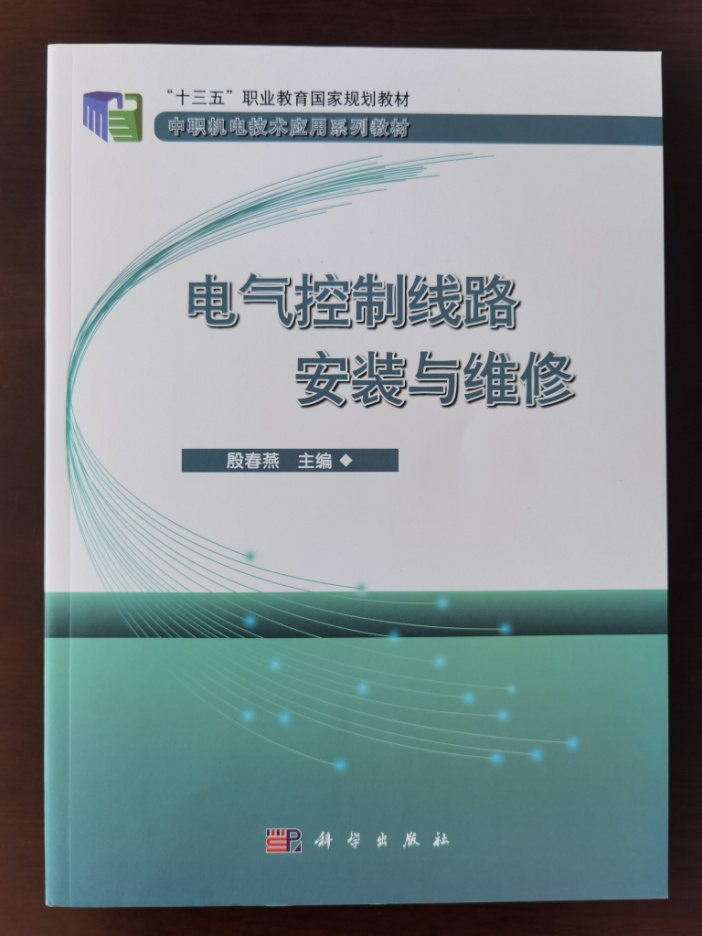 “十三五”职业教育国家规划教材
中职机电技术应用系列教材
电气控制线路
安装与维修
殷春燕 主编◆
科学出版社